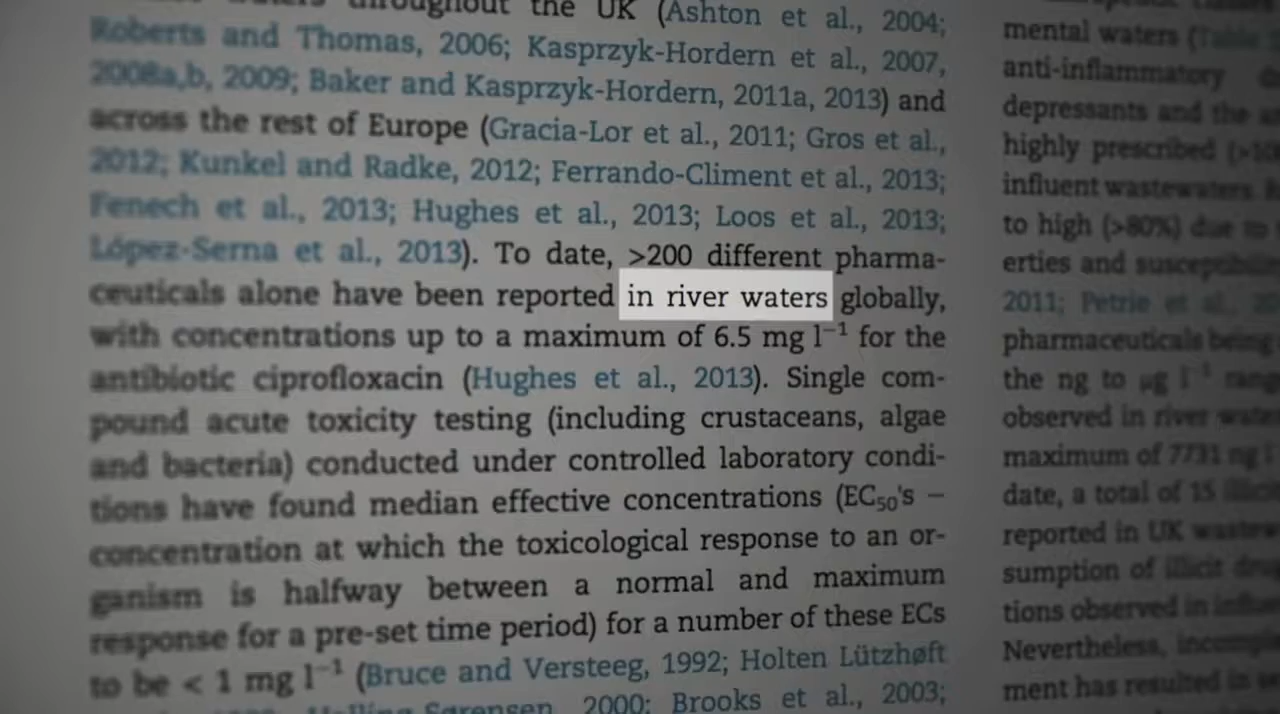 throughout the UK (Ashton et al., 2004;
Roberts and Thomas, 2006; Kasprzyk-Hordern et al., 2007,
2008a,b, 2009; Baker and Kasprzyk-Hordern, 2011a, 2013) and
across the rest of Europe (Gracia-Lor et al., 2011; Gros et al.,
2012; Kunkel and Radke, 2012; Ferrando-Climent et al., 2013;
Fenech et al., 2013; Hughes et al., 2013; Loos et al., 2013;
López-Serna et al., 2013). To date, >200 different pharma-
ceuticals alone have been reported in river waters globally,
with concentrations up to a maximum of 6.5 mg l⁻¹ for the
antibiotic ciprofloxacin (Hughes et al., 2013). Single com-
pound acute toxicity testing (including crustaceans, algae
and bacteria) conducted under controlled laboratory condi-
tions have found median effective concentrations (EC₅₀'s –
concentration at which the toxicological response to an or-
ganism is halfway between a normal and maximum
response for a pre-set time period) for a number of these ECs
to be < 1 mg l⁻¹ (Bruce and Versteeg, 1992; Holten Lützhøft
Sørensen, 2000; Brooks et al., 2003;
mental waters (Table
anti-inflammatory
depressants and the
highly prescribed
influent wastewaters.
to high (>80%) due to
erties and susceptibili
2011; Petrie et al.,
pharmaceuticals being
the ng to µg l⁻¹ rang
observed in river wate
maximum of 7731 ng l
date, a total of 15 illici
reported in UK wastew
sumption of illicit drug
tions observed in influ
Nevertheless, incomple
ment has resulted in